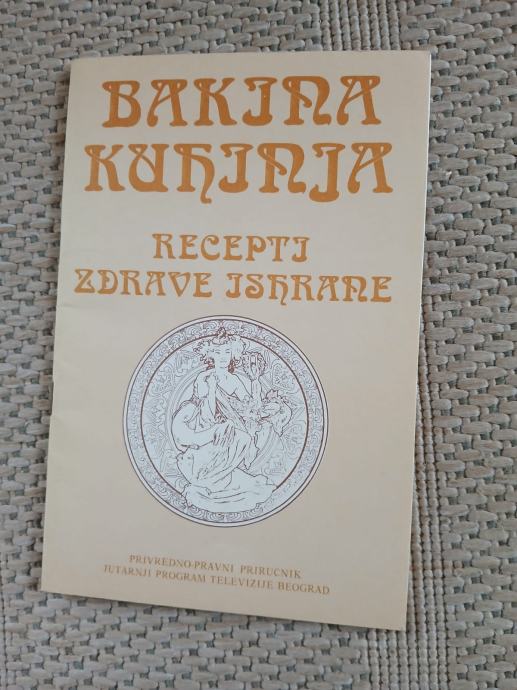 BAKINA
KUHINJA
RECEPTI
ZDRAVE ISHRANE
PRIVREDNO-PRAVNI PRIRUCNIK
JUTARNJI PROGRAM TELEVIZIJE BEOGRAD